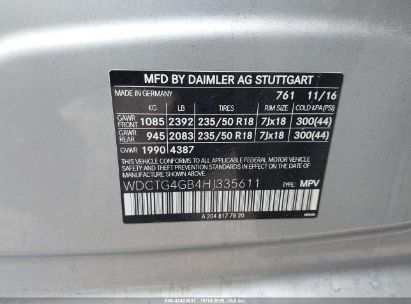 MFD BY DAIMLER AG STUTTGART
MADE IN GERMANY 761 11/16
KG LB TIRES RIM SIZE COLD KPA (PSI)
GAWR FRONT 1085 2392 235/50 R18 7Jx18 300(44)
GAWR REAR 945 2083 235/50 R18 7Jx18 300(44)
GVWR 1990 4387
THIS VEHICLE CONFORMS TO ALL APPLICABLE FEDERAL MOTOR VEHICLE
SAFETY STANDARDS IN EFFECT ON THE DATE OF MANUFACTURE
SHOWN ABOVE.
WDCTG4GB4HJ335611 TYPE: MPV
A 204 817 78 20